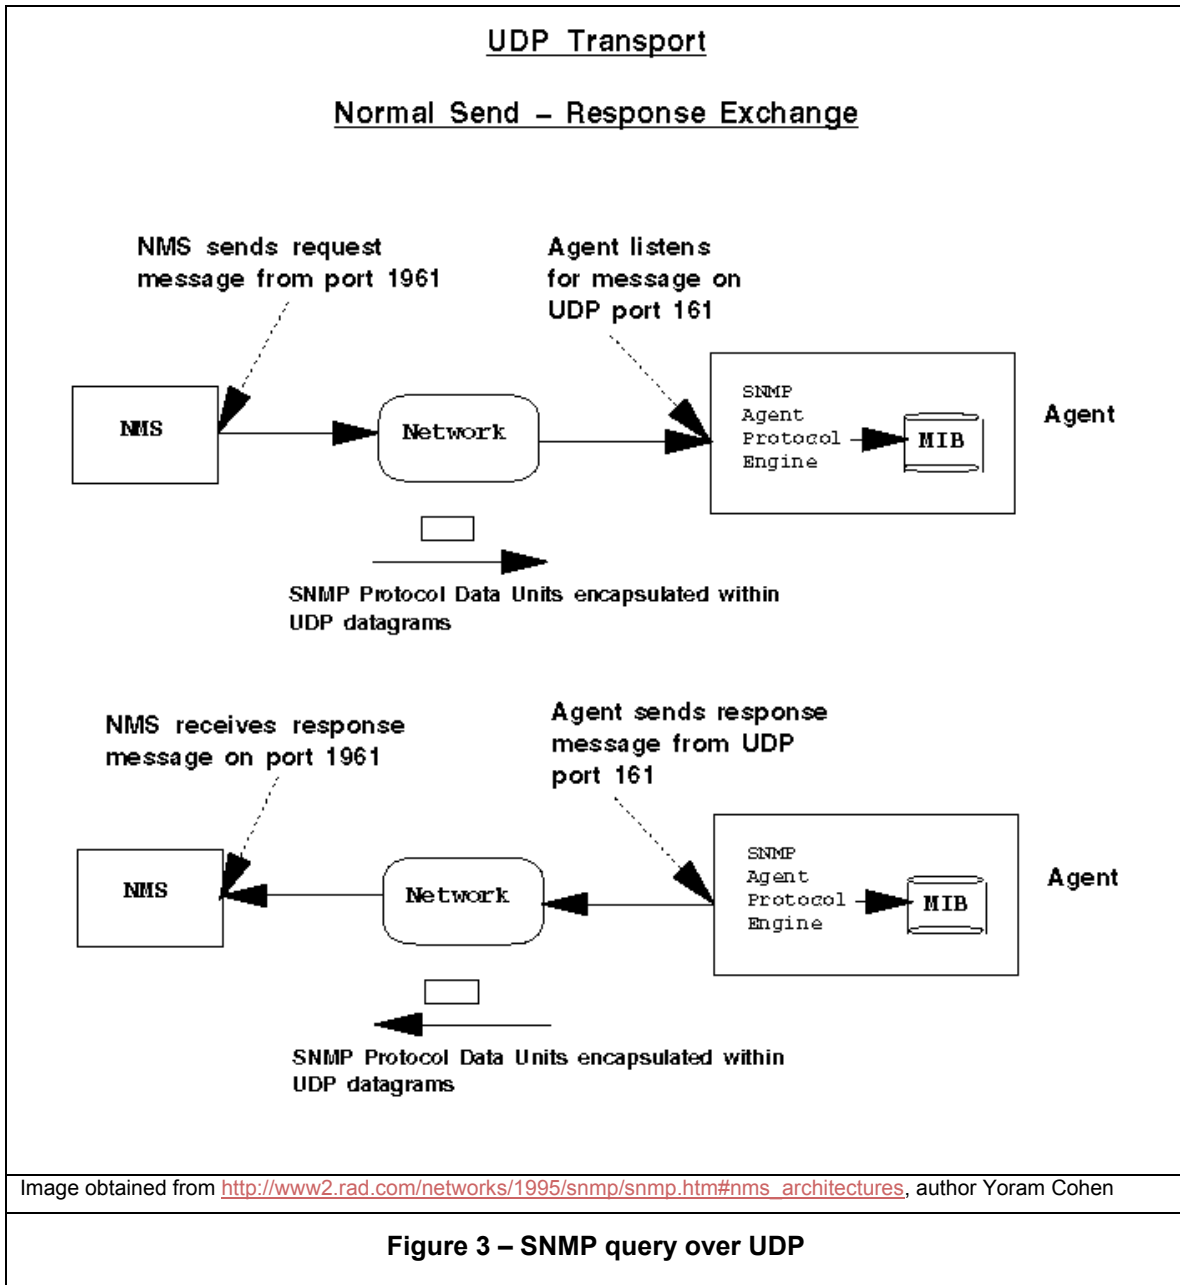 UDP Transport
Normal Send – Response Exchange
NMS sends request
message from port 1961
Agent listens
for message on
UDP port 161
NMS
Network
SNMP
Agent
Protocol
Engine
MIB
Agent
SNMP Protocol Data Units encapsulated within
UDP datagrams
NMS receives response
message on port 1961
Agent sends response
message from UDP
port 161
NMS
Network
SNMP
Agent
Protocol
Engine
MIB
Agent
SNMP Protocol Data Units encapsulated within
UDP datagrams
Image obtained from http://www2.rad.com/networks/1995/snmp/snmp.htm#nms_architectures, author Yoram Cohen
Figure 3 – SNMP query over UDP